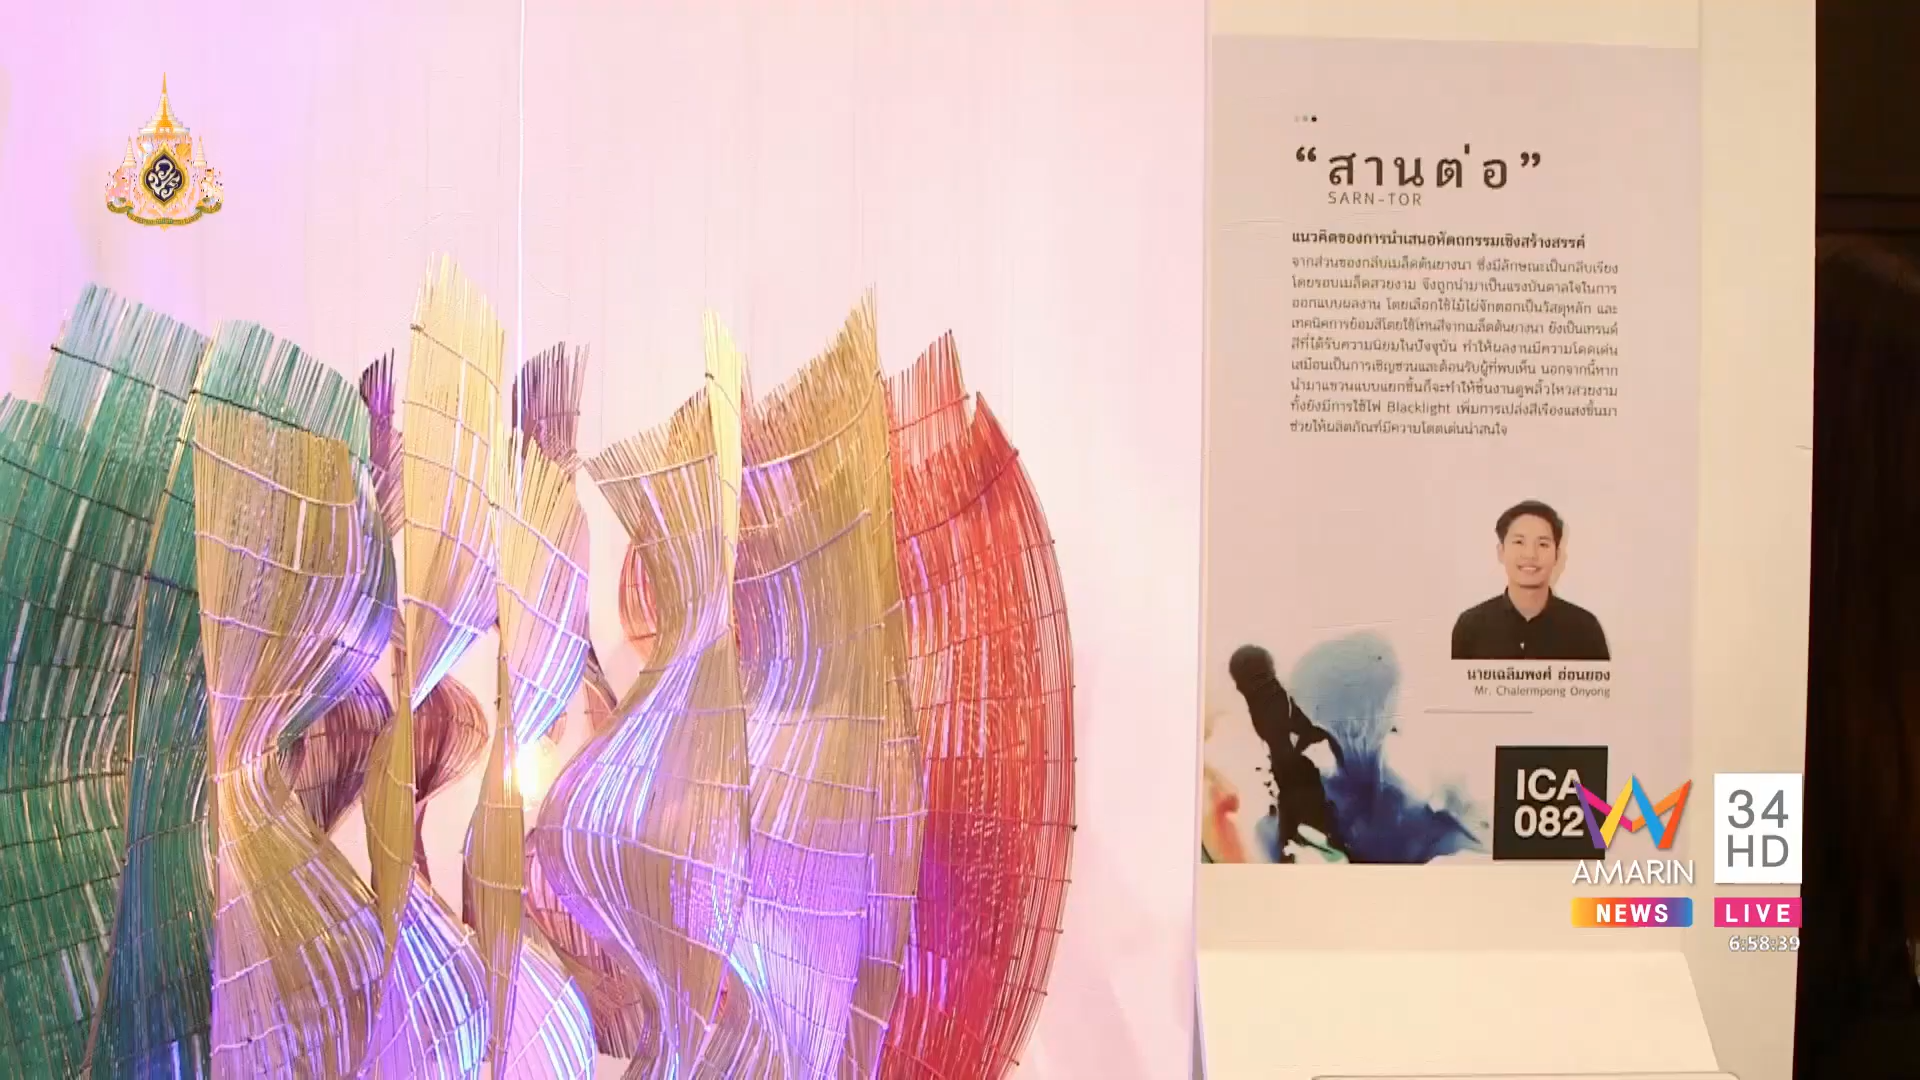 “สานต่อ”
SARN-TOR
แนวคิดของการนำเสนอหัตถกรรมเชิงสร้างสรรค์
จากส่วนของกลีบเมล็ดต้นยางนา ซึ่งมีลักษณะเป็นกลีบเรียง
โดยรอบเมล็ดสวยงาม จึงถูกนำมาเป็นแรงบันดาลใจในการ
ออกแบบผลงาน โดยเลือกใช้ไม้ไผ่จักตอกเป็นวัสดุหลัก และ
เทคนิคการย้อมสีโดยใช้โทนสีจากเมล็ดต้นยางนา ยังเป็นเทรนด์
สีที่ได้รับความนิยมในปัจจุบัน ทำให้ผลงานมีความโดดเด่น
เสมือนเป็นการเชิญชวนและต้อนรับผู้ที่พบเห็น นอกจากนี้หาก
นำมาแขวนแบบแยกชิ้นก็จะทำให้ชิ้นงานดูพลิ้วไหวสวยงาม
ทั้งยังมีการใช้ไฟ Blacklight เพิ่มการเปล่งสีเรืองแสงขึ้นมา
ช่วยให้ผลิตภัณฑ์มีความโดดเด่นน่าสนใจ
นายเฉลิมพงศ์ อ่อนยอง
Mr. Chalermpong Onyong
ICA
082
AMARIN
NEWS
34
HD
LIVE
6:58:39